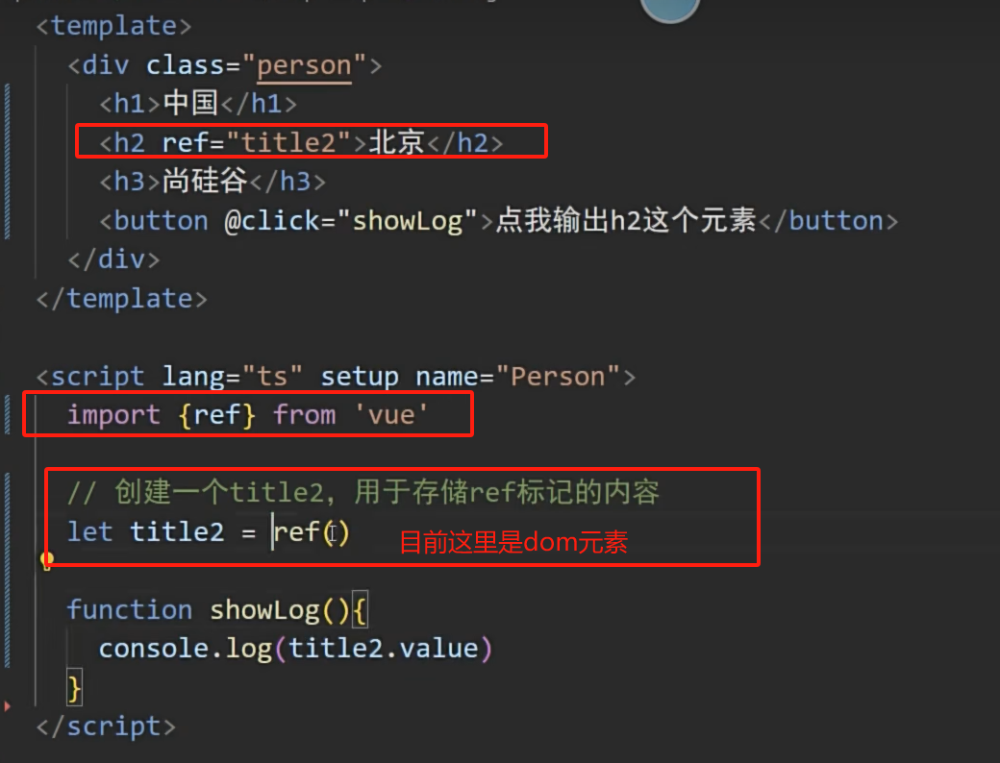 <template>
<div class="person">
<h1>中国</h1>
<h2 ref="title2">北京</h2>
<h3>尚硅谷</h3>
<button @click="showLog">点我输出h2这个元素</button>
</div>
</template>
<script lang="ts" setup name="Person">
import {ref} from 'vue'
// 创建一个title2，用于存储ref标记的内容
let title2 = ref()
目前这里是dom元素
function showLog(){
console.log(title2.value)
}
</script>